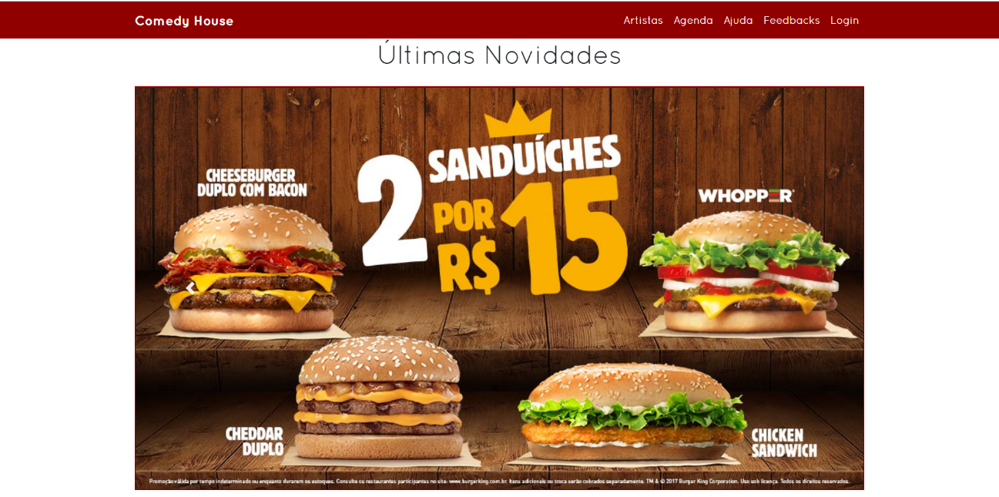 Comedy House
Artistas Agenda Ajuda Feedbacks Login
Últimas Novidades
2 SANDUÍCHES
POR
R$ 15
CHEESEBURGER
DUPLO COM BACON
WHOPPER
CHEDDAR
DUPLO
CHICKEN
SANDWICH
Promoção válida por tempo indeterminado ou enquanto durarem os estoques. Consulte os restaurantes participantes no site: www.burgerking.com.br. Itens adicionais ou troca serão cobrados separadamente. TM & © 2017 Burger King Corporation. Uso sob licença. Todos os direitos reservados.